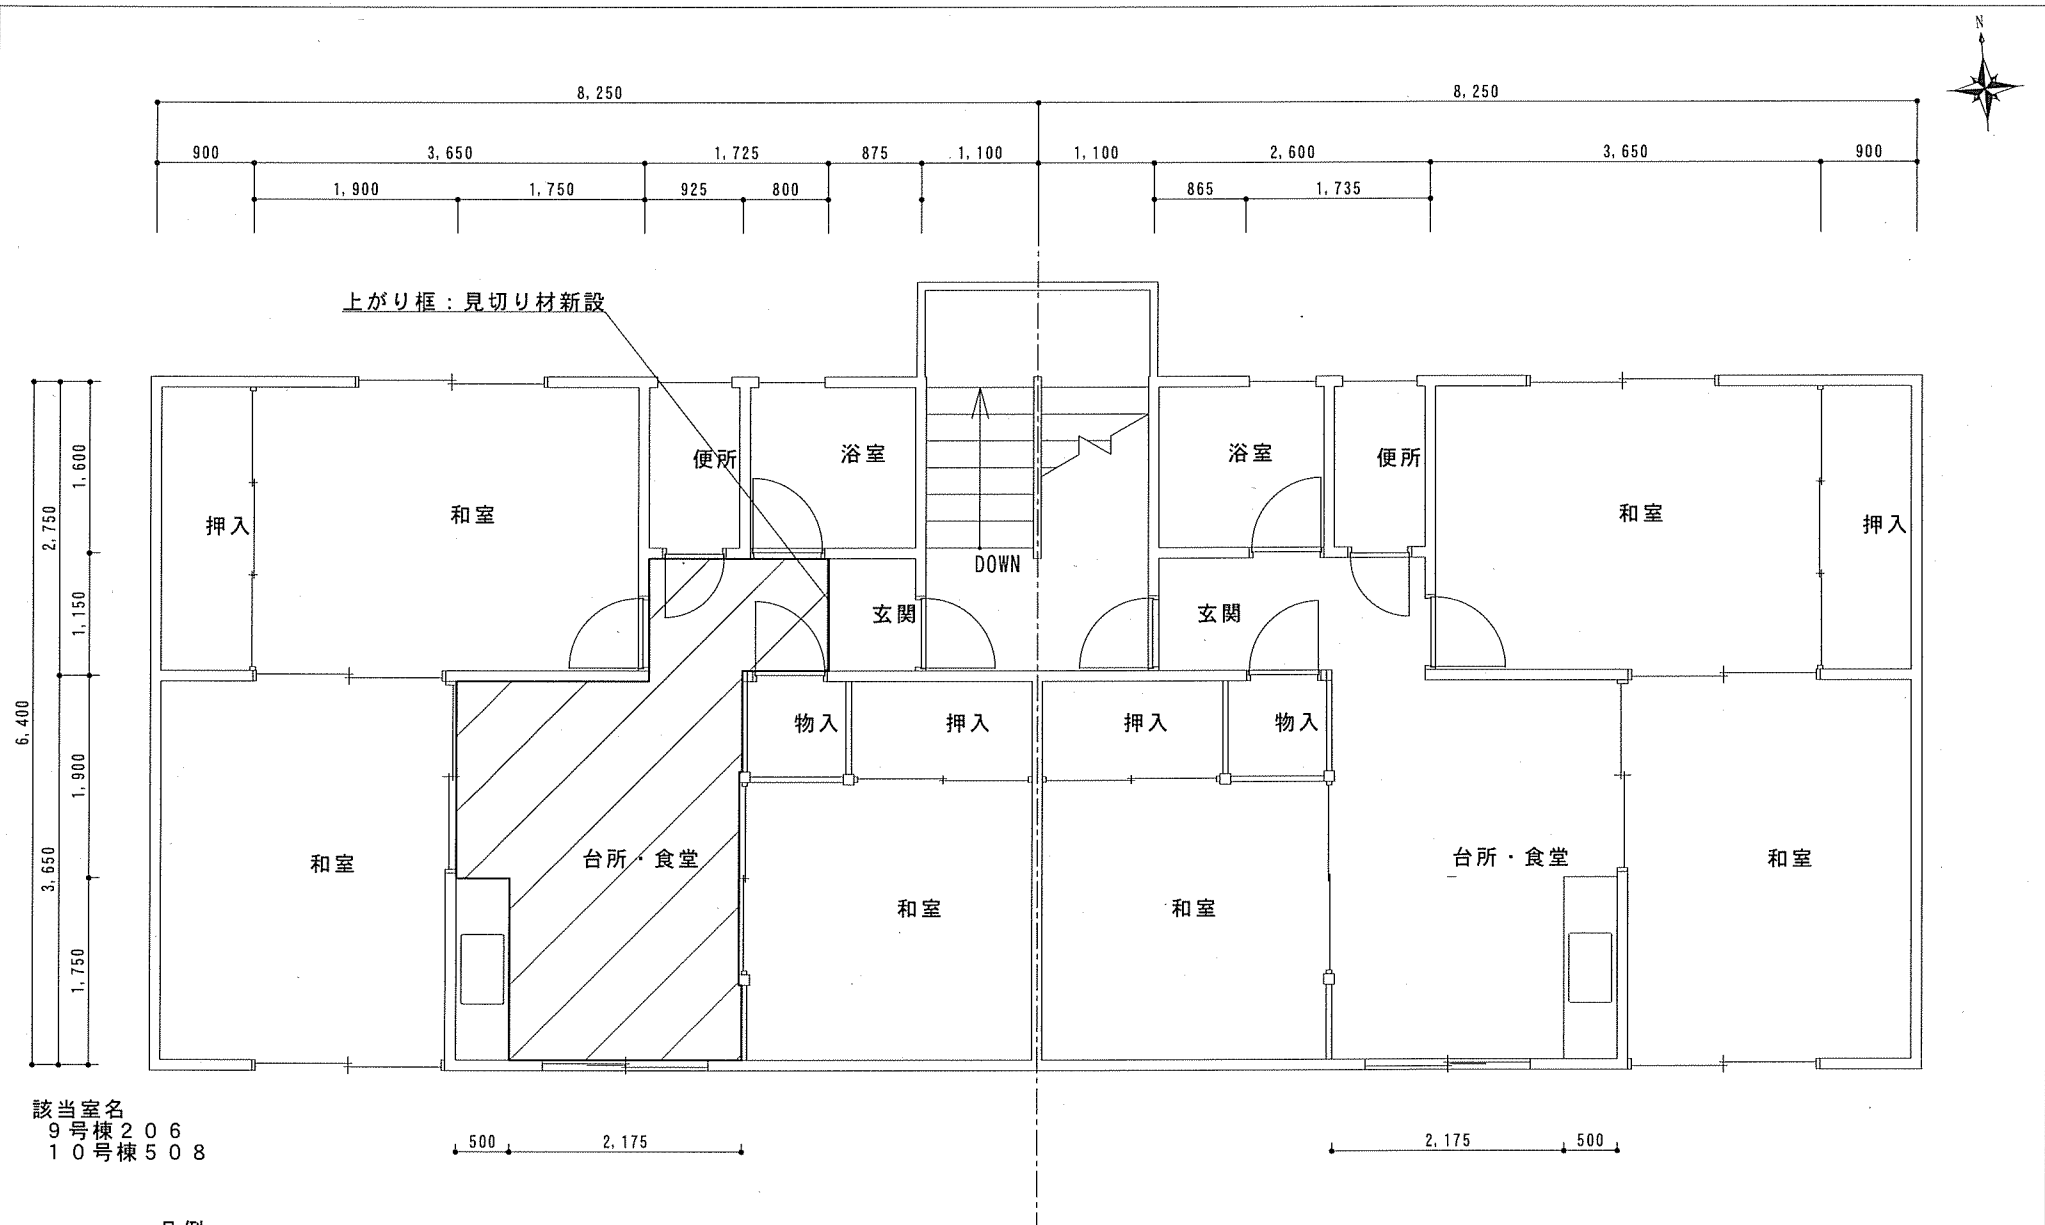 N
8,250
8,250
900
3,650
1,725
875
1,100
1,100
2,600
3,650
900
1,900
1,750
925
800
865
1,735
上がり框：見切り材新設
1,600
2,750
1,150
6,400
1,900
3,650
1,750
便所
浴室
浴室
便所
押入
和室
和室
押入
DOWN
玄関
玄関
物入
押入
押入
物入
和室
台所・食堂
和室
和室
台所・食堂
和室
該当室名
９号棟２０６
１０号棟５０８
500
2,175
2,175
500